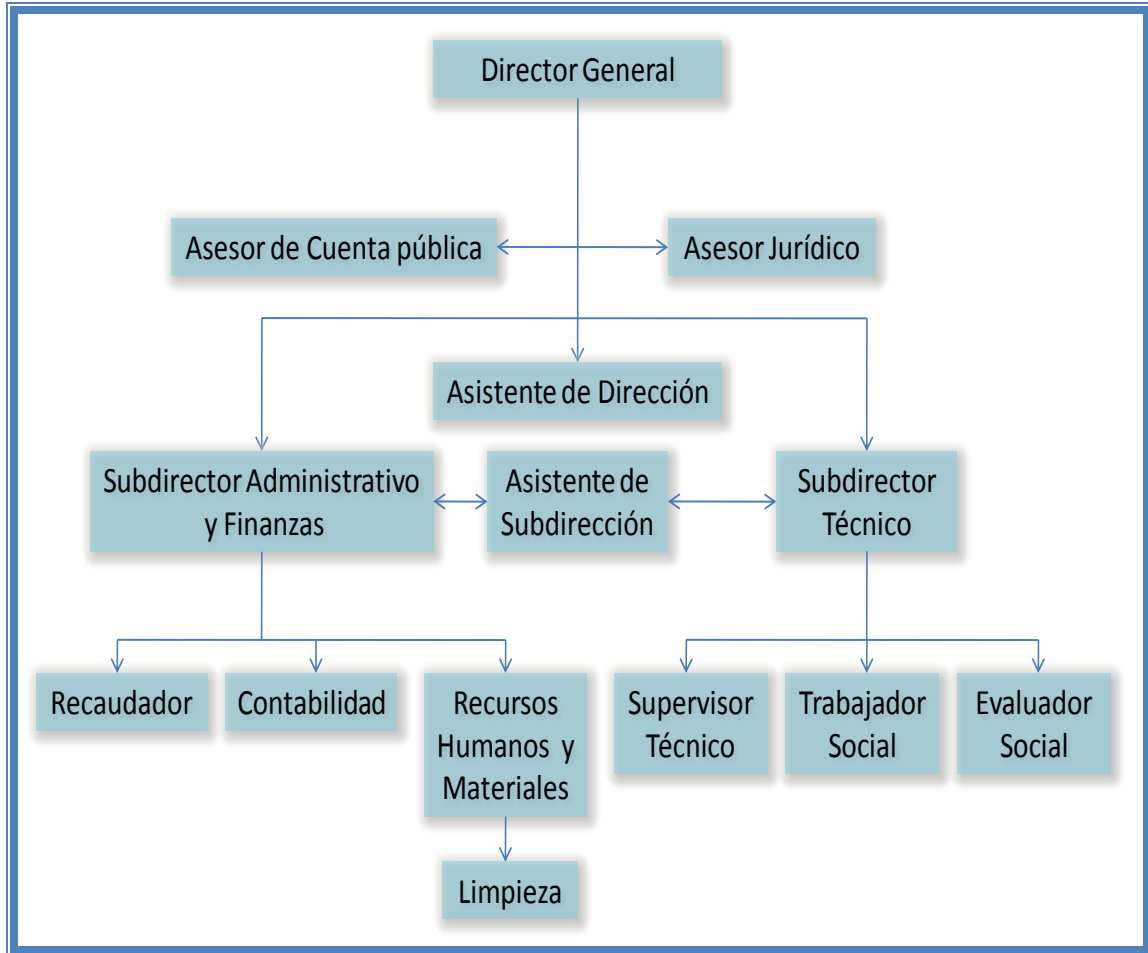 Director General
Asesor de Cuenta pública
Asesor Jurídico
Asistente de Dirección
Subdirector Administrativo
y Finanzas
Asistente de
Subdirección
Subdirector
Técnico
Recaudador
Contabilidad
Recursos
Humanos y
Materiales
Supervisor
Técnico
Trabajador
Social
Evaluador
Social
Limpieza